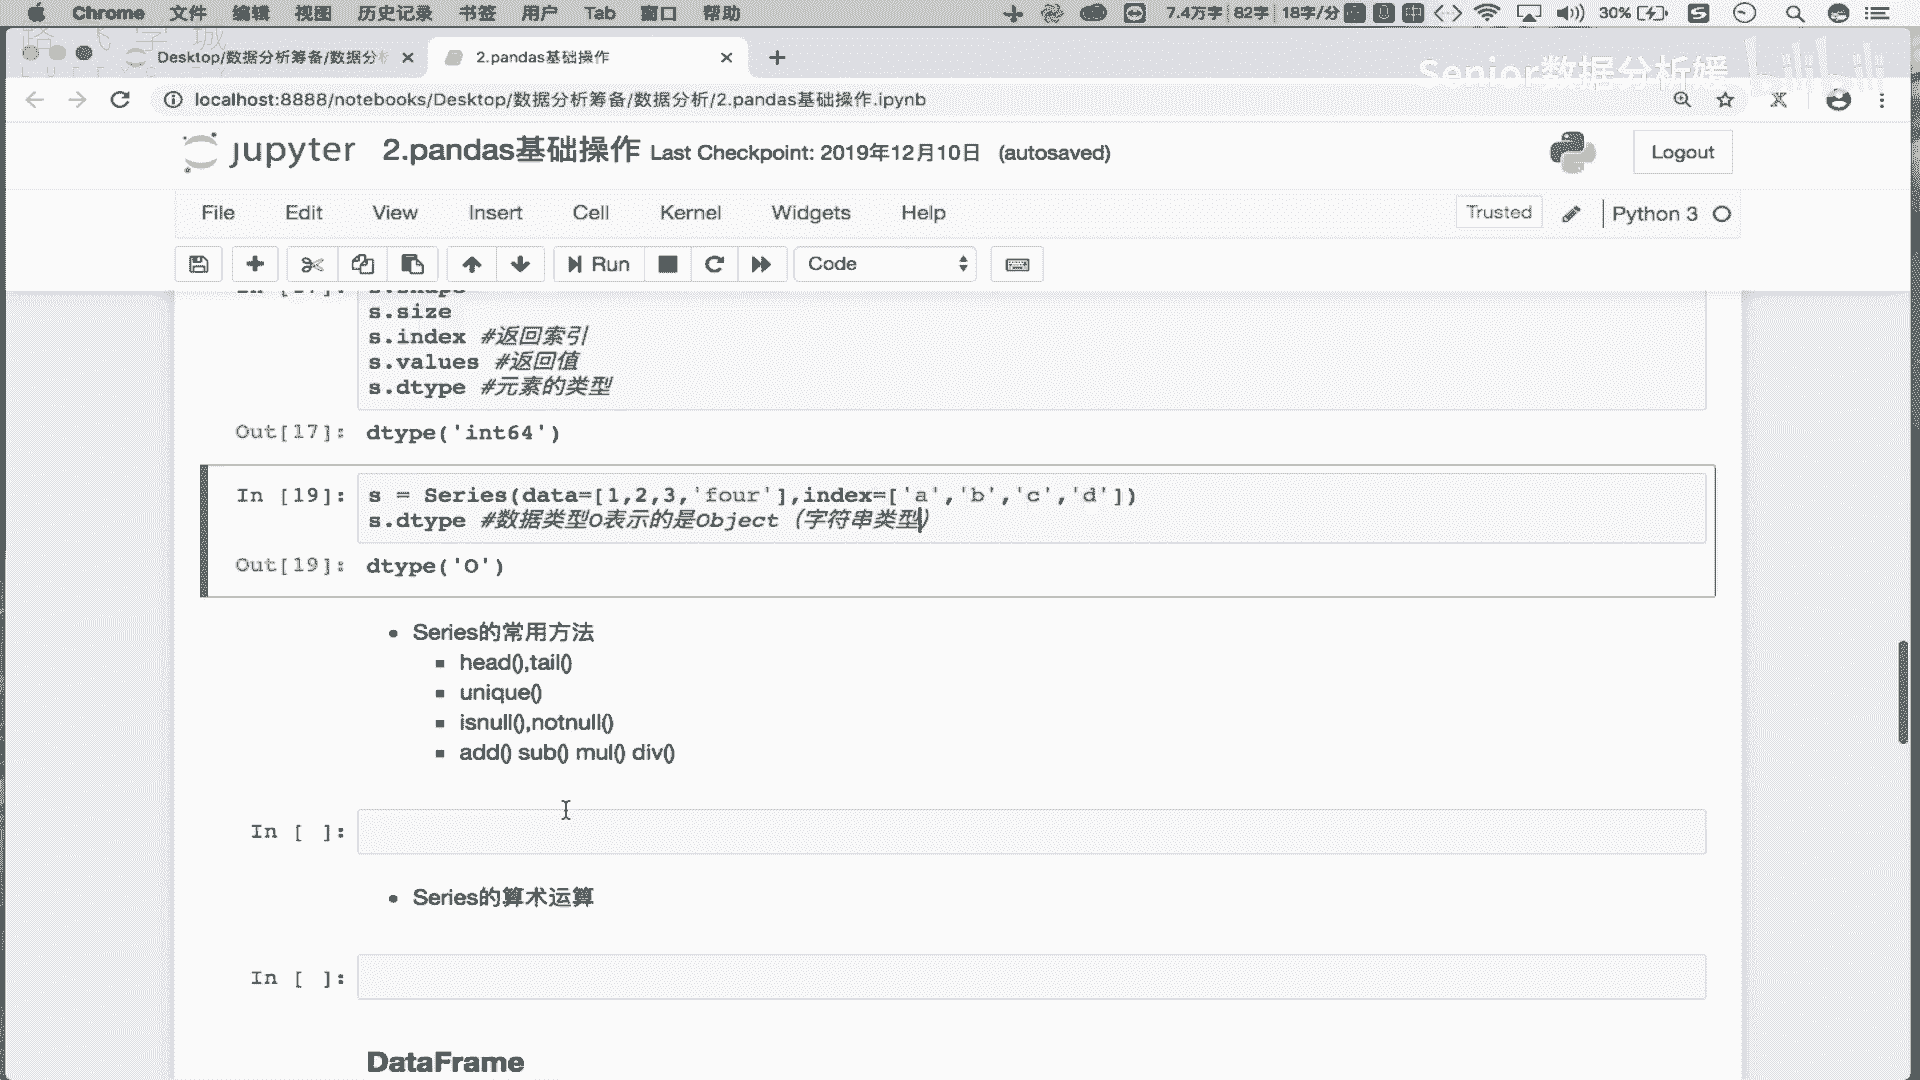 Chrome 文件 编辑 视图 历史记录 书签 用户 Tab 窗口 帮助 7.4万字 82字 18字/分 中 30%
Desktop/数据分析筹备/数据分析
2.pandas基础操作
Senior数据分析媛 bilibili
localhost:8888/notebooks/Desktop/数据分析筹备/数据分析/2.pandas基础操作.ipynb
jupyter 2.pandas基础操作 Last Checkpoint: 2019年12月10日 (autosaved)
Logout
File Edit View Insert Cell Kernel Widgets Help Trusted Python 3
Run Code
s.size
s.index #返回索引
s.values #返回值
s.dtype #元素的类型
Out[17]: dtype('int64')
In [19]: s = Series(data=[1,2,3,'four'],index=['a','b','c','d'])
s.dtype #数据类型O表示的是Object（字符串类型）
Out[19]: dtype('O')
Series的常用方法
head(),tail()
unique()
isnull(),notnull()
add() sub() mul() div()
In [ ]:
Series的算术运算
In [ ]:
DataFrame